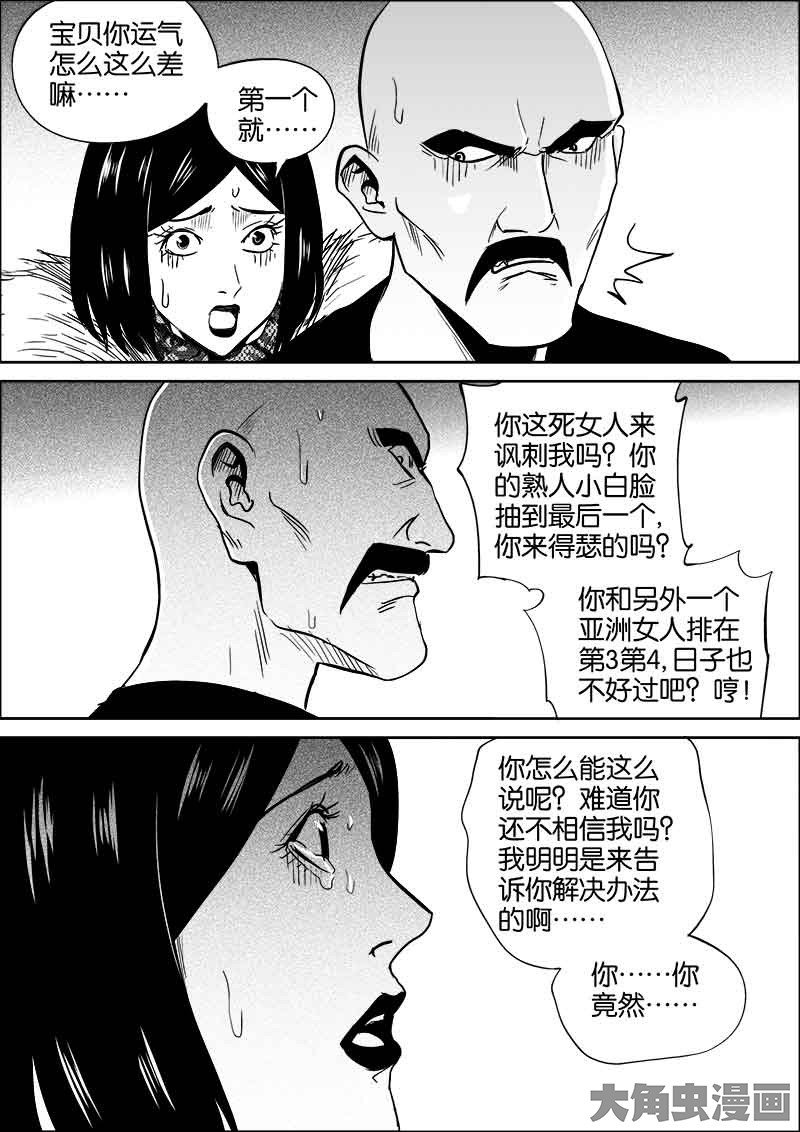 宝贝你运气
怎么这么差
嘛……
第一个
就……
你这死女人来
讽刺我吗？你
的熟人小白脸
抽到最后一个，
你来得瑟的吗？
你和另外一个
亚洲女人排在
第3第4，日子也
不好过吧？哼！
你怎么能这么
说呢？难道你
还不相信我吗？
我明明是来告
诉你解决办法
的啊……
你……你
竟然……
大角虫漫画